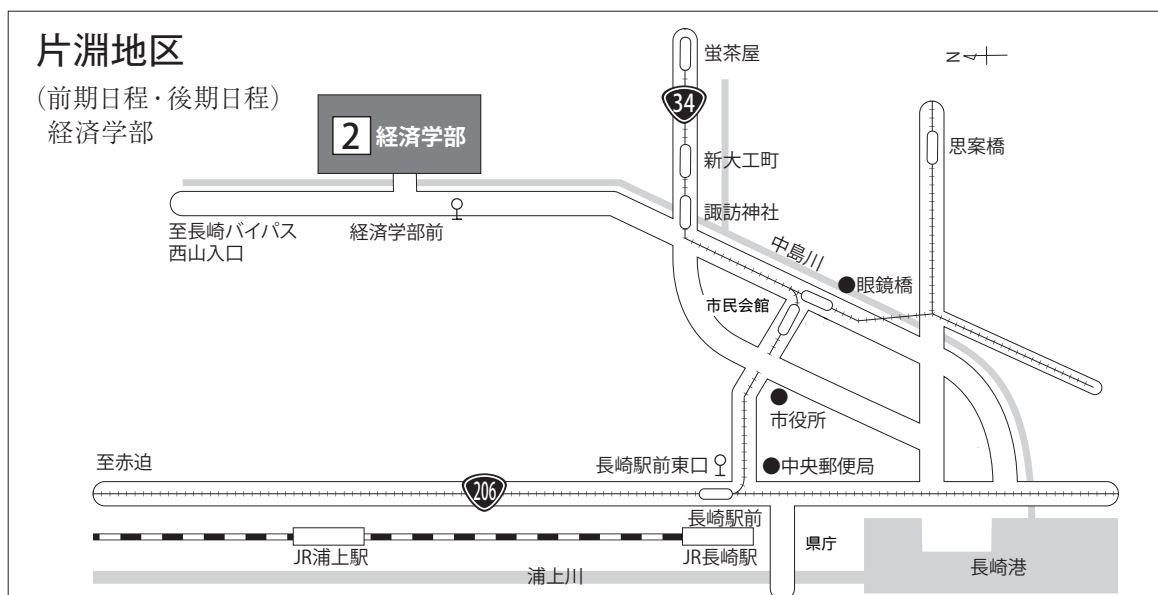 片淵地区
（前期日程・後期日程）
経済学部
2 経済学部
蛍茶屋
34
N
思案橋
新大工町
諏訪神社
至長崎バイパス
西山入口
経済学部前
中島川
眼鏡橋
市民会館
市役所
至赤迫
長崎駅前東口
中央郵便局
206
長崎駅前
JR浦上駅
JR長崎駅
県庁
浦上川
長崎港